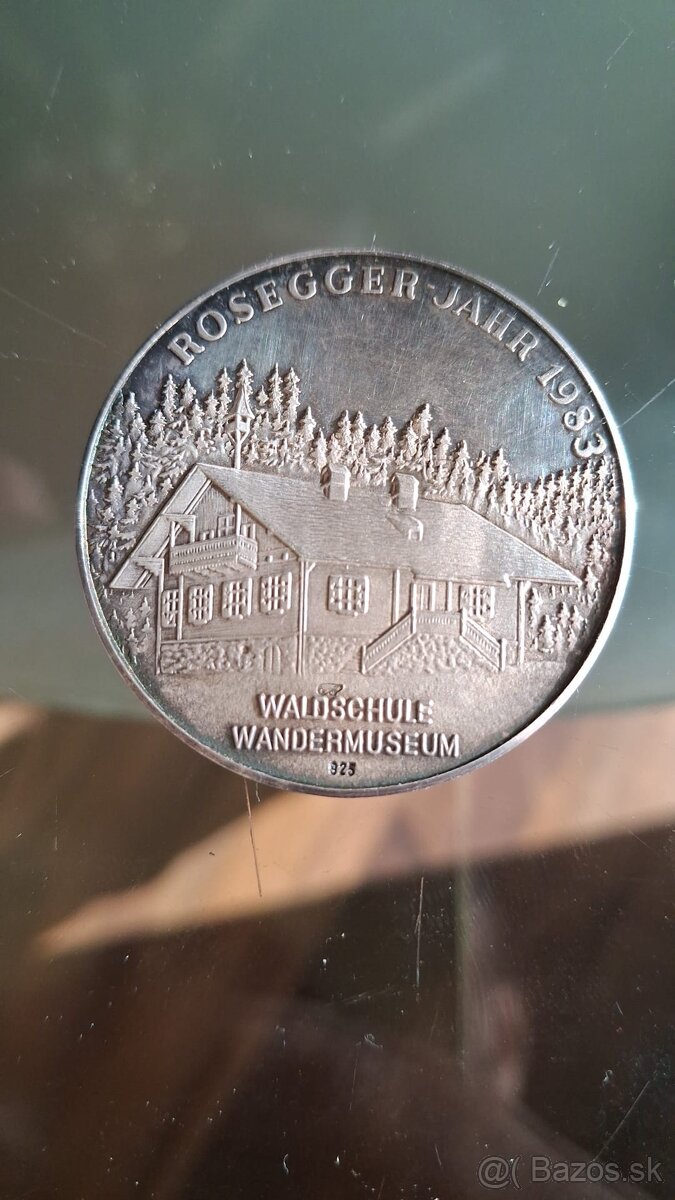 ROSEGGER-JAHR 1983
WALDSCHULE
WANDERMUSEUM
925
@( Bazos.sk